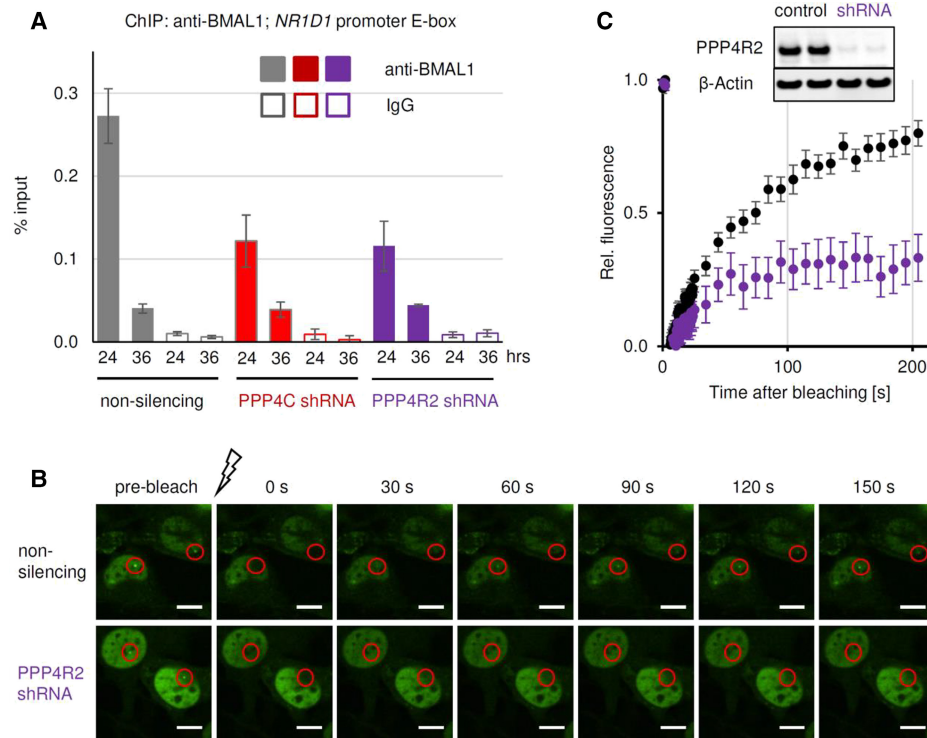 A
ChIP: anti-BMAL1; NR1D1 promoter E-box
anti-BMAL1
IgG
% input
0.3
0.2
0.1
0.0
24 36 24 36 24 36 24 36 24 36 24 36 hrs
non-silencing PPP4C shRNA PPP4R2 shRNA
C
control shRNA
PPP4R2
β-Actin
Rel. fluorescence
1.0
0.5
0.0
0 100 200
Time after bleaching [s]
B
pre-bleach 0 s 30 s 60 s 90 s 120 s 150 s
non-
silencing
PPP4R2
shRNA